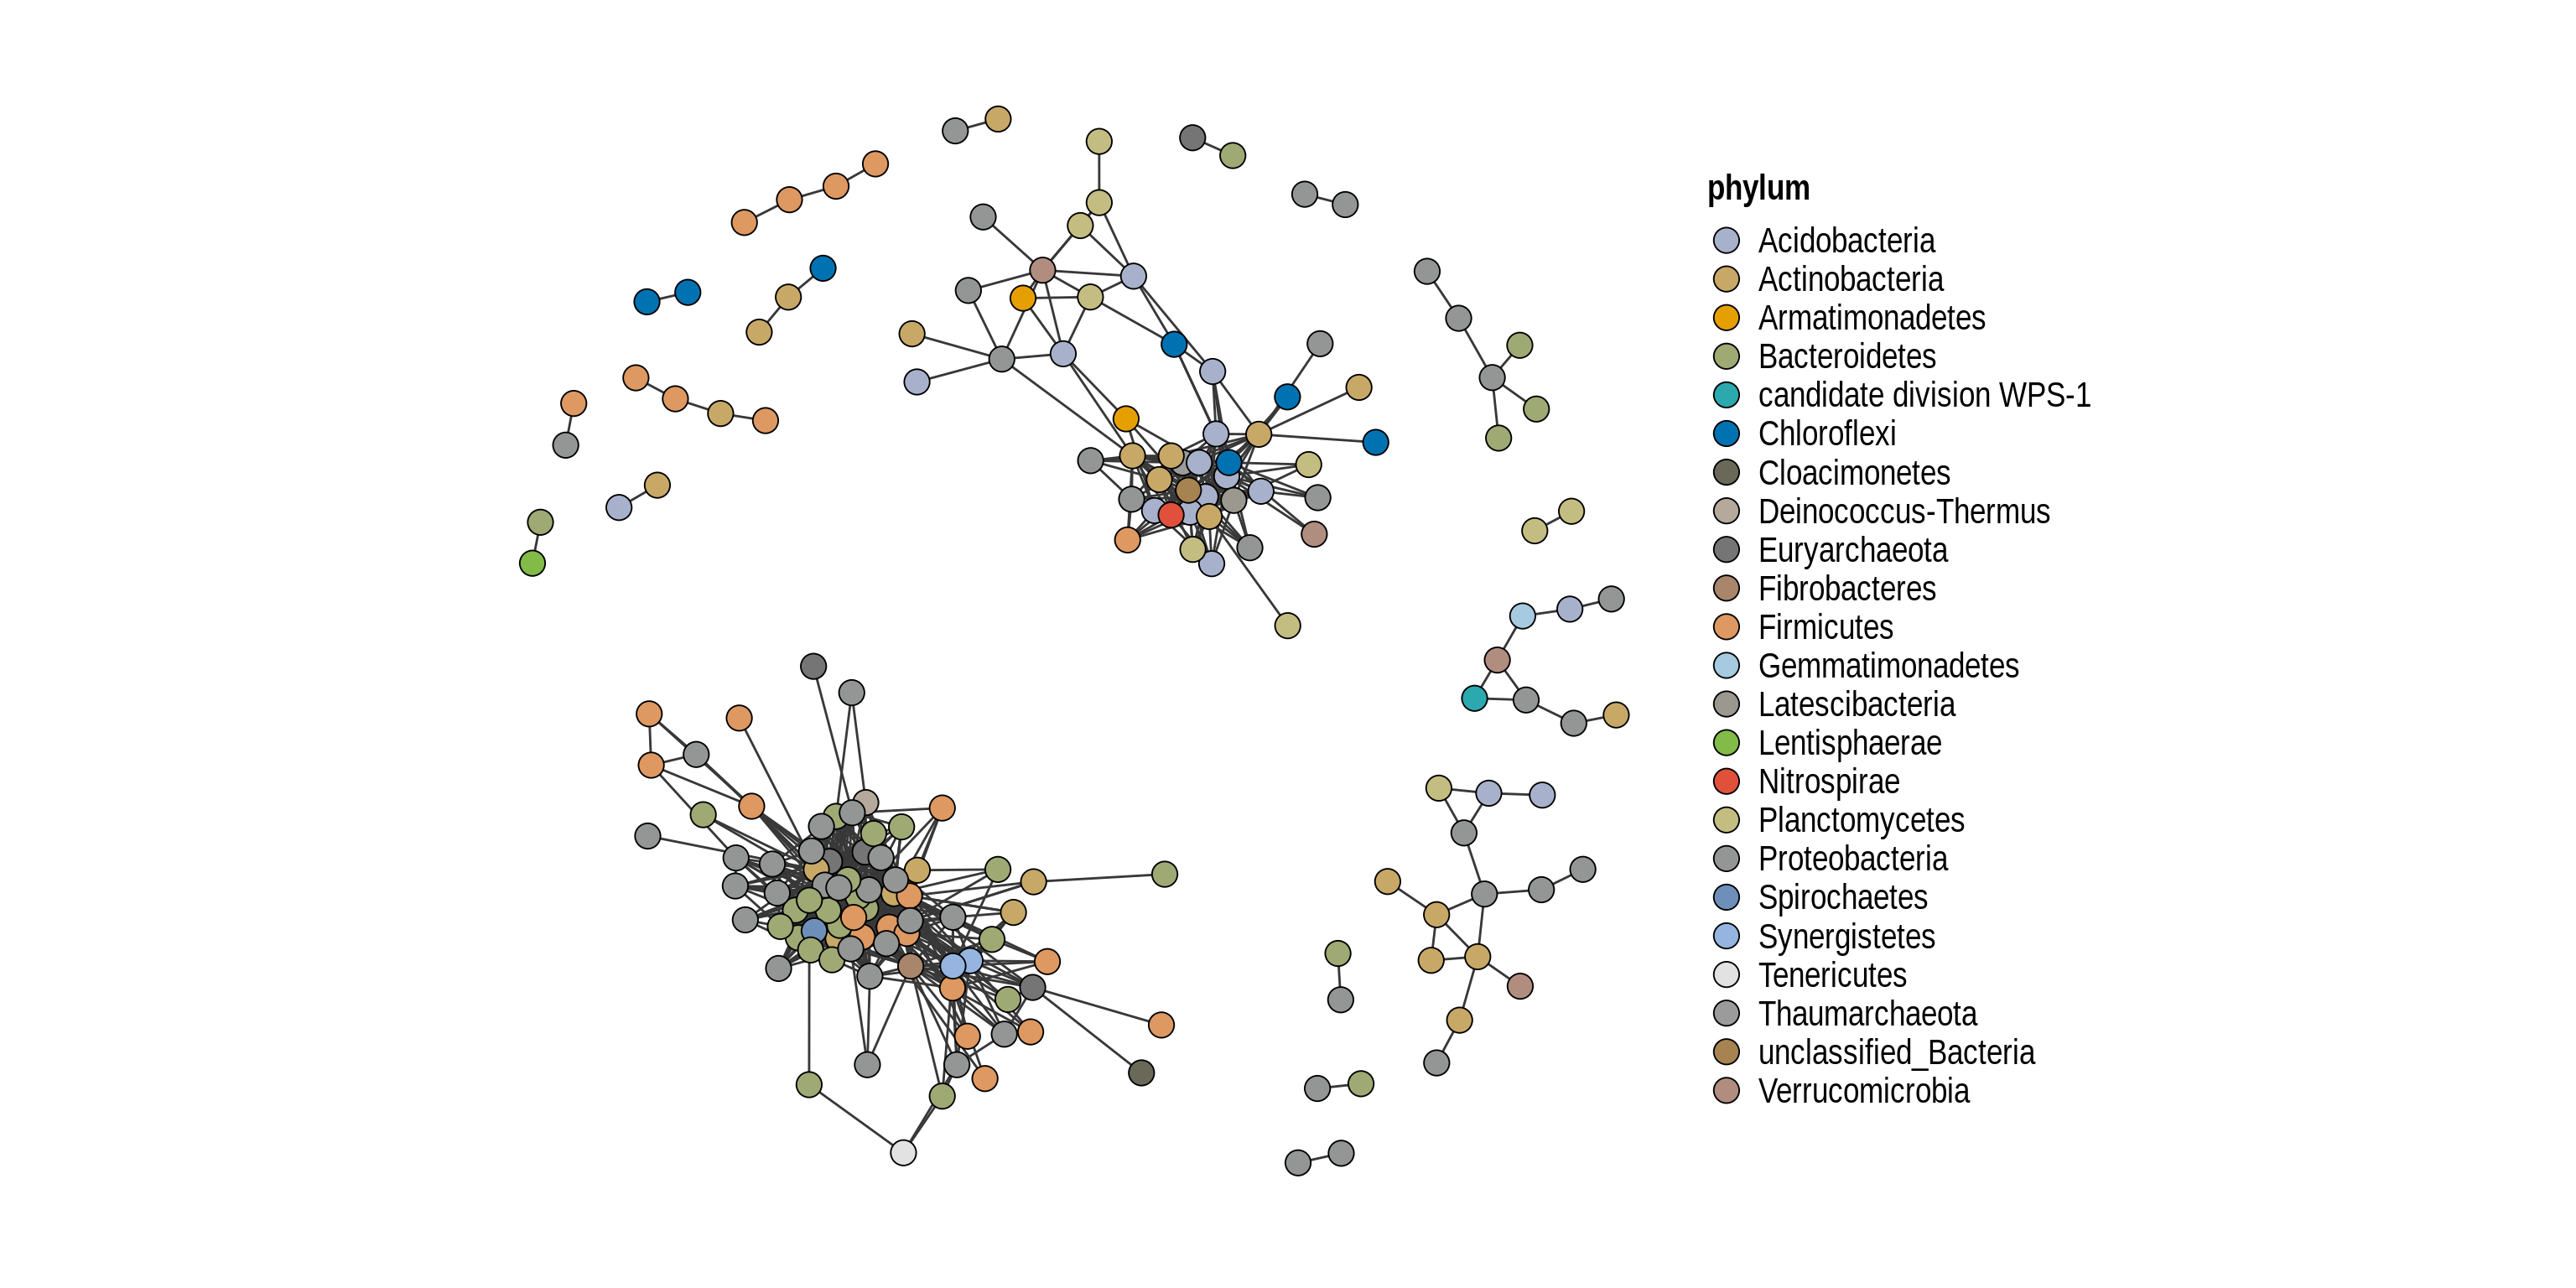 phylum
Acidobacteria
Actinobacteria
Armatimonadetes
Bacteroidetes
candidate division WPS-1
Chloroflexi
Cloacimonetes
Deinococcus-Thermus
Euryarchaeota
Fibrobacteres
Firmicutes
Gemmatimonadetes
Latescibacteria
Lentisphaerae
Nitrospirae
Planctomycetes
Proteobacteria
Spirochaetes
Synergistetes
Tenericutes
Thaumarchaeota
unclassified_Bacteria
Verrucomicrobia